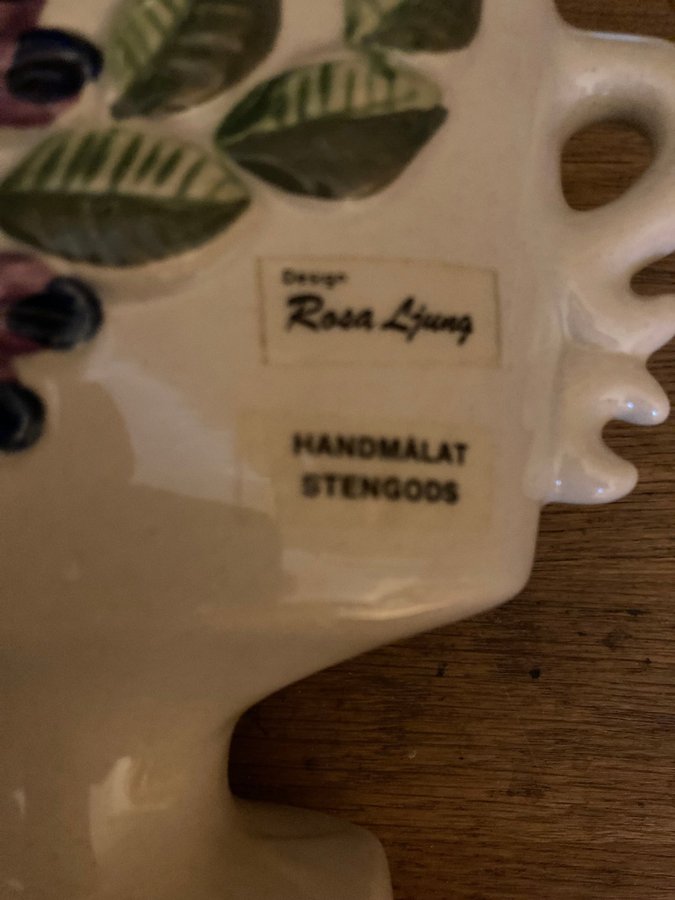 Design
Rosa Ljung
HANDMÅLAT
STENGODS